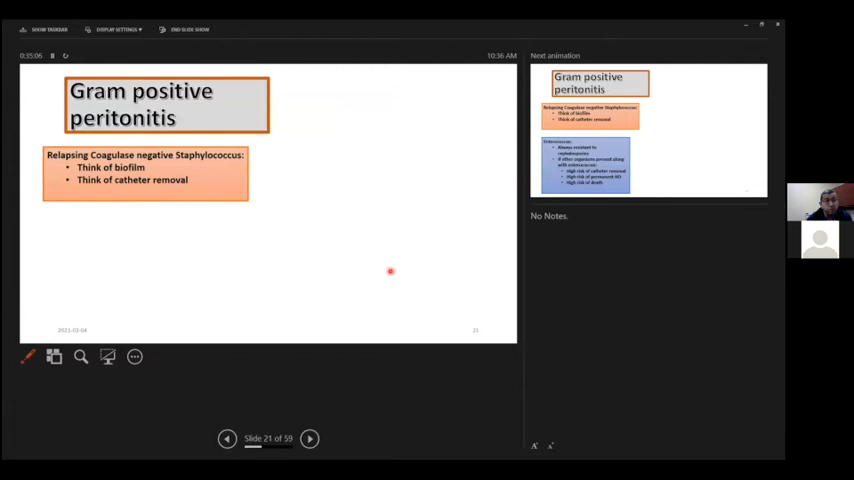 SHOW TASKBAR
DISPLAY SETTINGS
END SLIDE SHOW
0:35:06
10:36 AM
Gram positive
peritonitis
Relapsing Coagulase negative Staphylococcus:
• Think of biofilm
• Think of catheter removal
2021-03-04
21
Next animation
Gram positive
peritonitis
Relapsing Coagulase negative Staphylococcus:
• Think of biofilm
• Think of catheter removal
Enterococcus:
• Always resistant to
cephalosporins
• If other organisms present along
with enterococcus:
• High risk of catheter removal
• High risk of permanent HD
• High risk of death
No Notes.
Slide 21 of 59
A
A